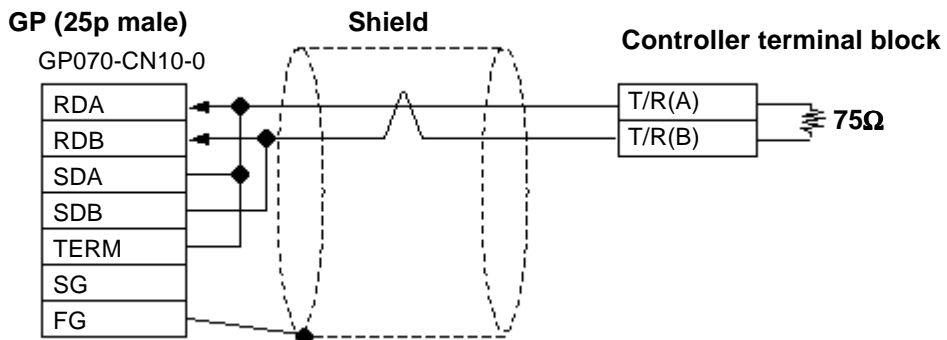 GP (25p male)
Shield
Controller terminal block
GP070-CN10-0
RDA
RDB
SDA
SDB
TERM
SG
FG
T/R(A)
T/R(B)
75Ω